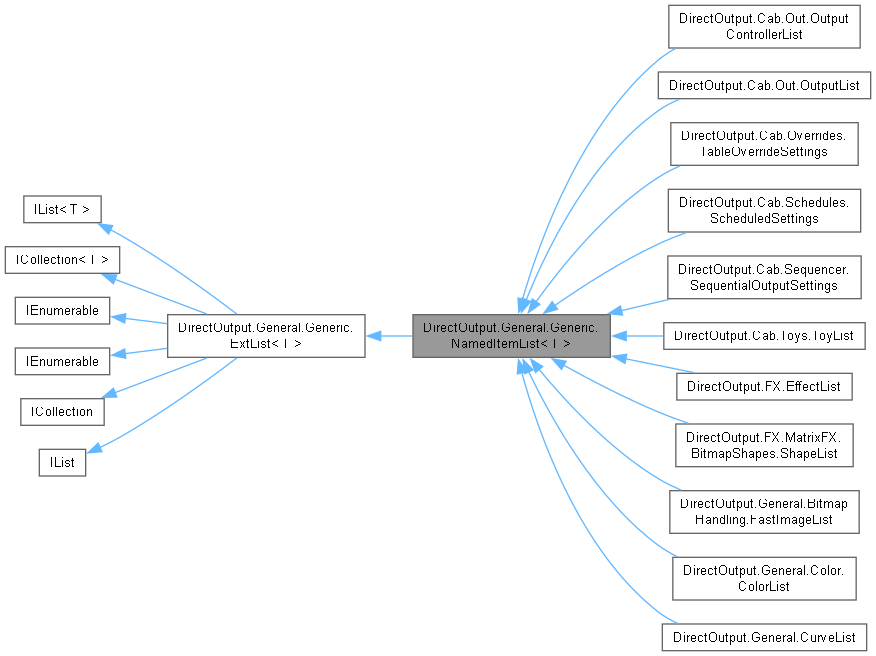 DirectOutput.Cab.Out.Output
ControllerList
DirectOutput.Cab.Out.OutputList
DirectOutput.Cab.Overrides.
TableOverrideSettings
DirectOutput.Cab.Schedules.
ScheduledSettings
DirectOutput.Cab.Sequencer.
SequentialOutputSettings
DirectOutput.Cab.Toys.ToyList
DirectOutput.FX.EffectList
DirectOutput.FX.MatrixFX.
BitmapShapes.ShapeList
DirectOutput.General.Bitmap
Handling.FastImageList
DirectOutput.General.Color.
ColorList
DirectOutput.General.CurveList
DirectOutput.General.Generic.
NamedItemList< T >
DirectOutput.General.Generic.
ExtList< T >
IList< T >
ICollection< T >
IEnumerable
IEnumerable
ICollection
IList